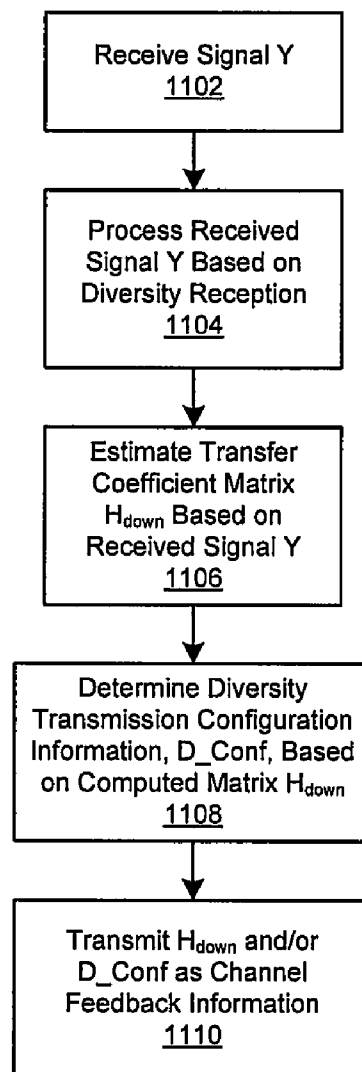 Receive Signal Y
1102
Process Received
Signal Y Based on
Diversity Reception
1104
Estimate Transfer
Coefficient Matrix
Hdown Based on
Received Signal Y
1106
Determine Diversity
Transmission Configuration
Information, D_Conf, Based
on Computed Matrix Hdown
1108
Transmit Hdown and/or
D_Conf as Channel
Feedback Information
1110